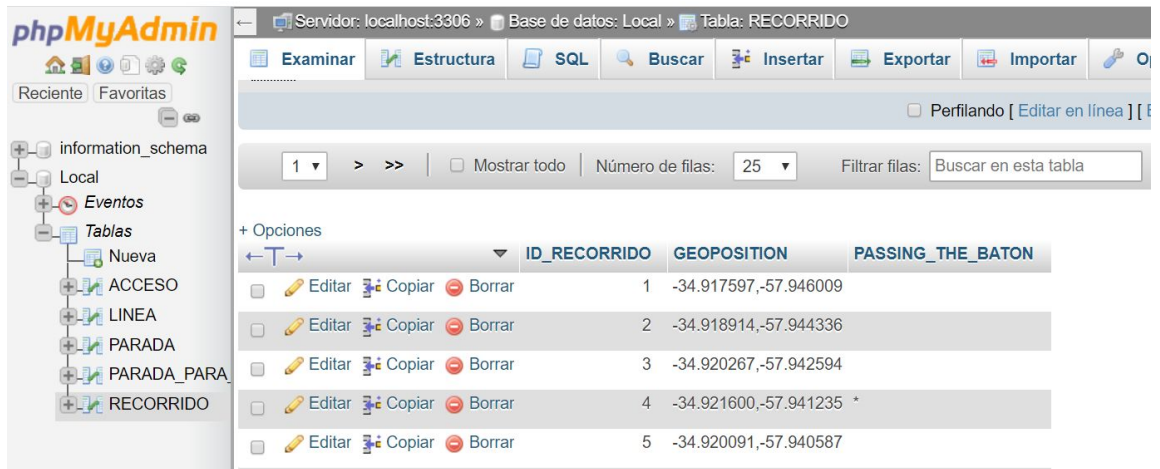 phpMyAdmin
Reciente Favoritas
information_schema
Local
Eventos
Tablas
Nueva
ACCESO
LINEA
PARADA
PARADA_PARA_
RECORRIDO
← Servidor: localhost:3306 » Base de datos: Local » Tabla: RECORRIDO
Examinar Estructura SQL Buscar Insertar Exportar Importar
Perfilando [ Editar en línea ] [
1 > >> Mostrar todo Número de filas: 25 Filtrar filas: Buscar en esta tabla
+ Opciones
←T→ ID_RECORRIDO GEOPOSITION PASSING_THE_BATON
Editar Copiar Borrar 1 -34.917597,-57.946009
Editar Copiar Borrar 2 -34.918914,-57.944336
Editar Copiar Borrar 3 -34.920267,-57.942594
Editar Copiar Borrar 4 -34.921600,-57.941235 *
Editar Copiar Borrar 5 -34.920091,-57.940587